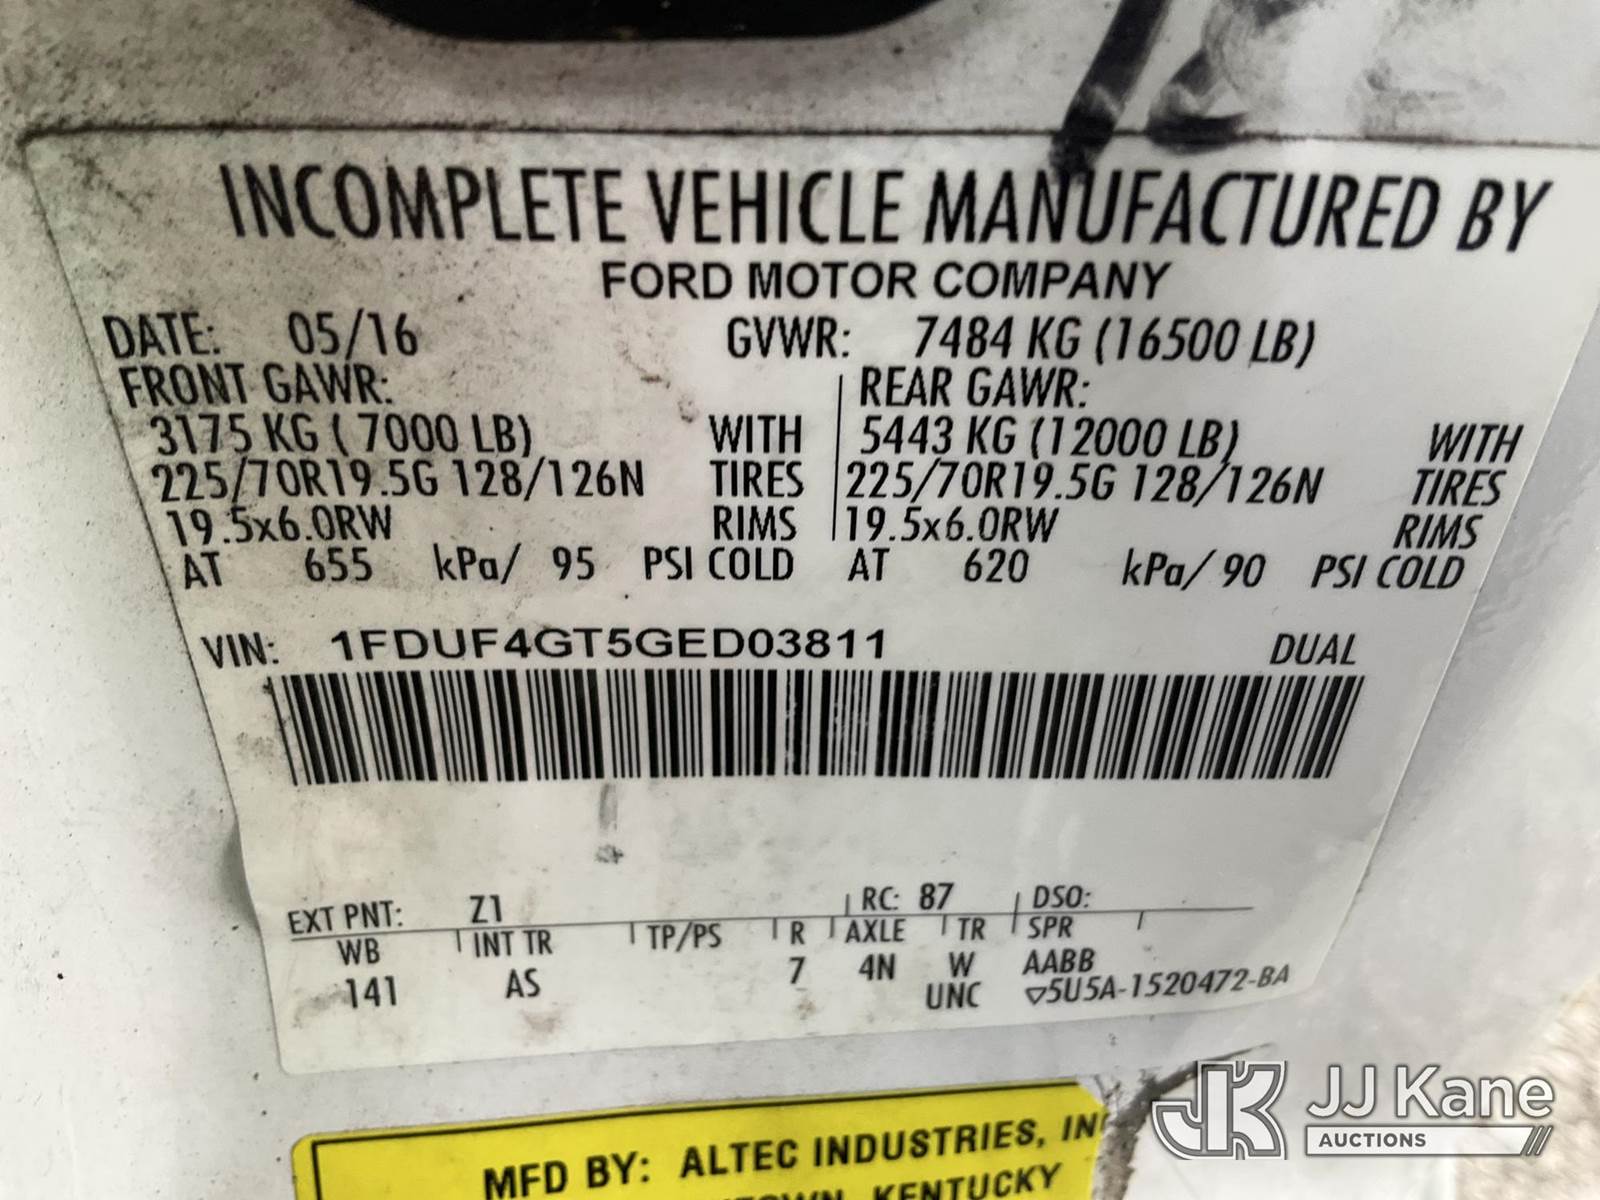 INCOMPLETE VEHICLE MANUFACTURED BY
FORD MOTOR COMPANY
DATE: 05/16 GVWR: 7484 KG (16500 LB)
FRONT GAWR: REAR GAWR:
3175 KG ( 7000 LB) WITH 5443 KG (12000 LB) WITH
225/70R19.5G 128/126N TIRES 225/70R19.5G 128/126N TIRES
19.5x6.0RW RIMS 19.5x6.0RW RIMS
AT 655 kPa/ 95 PSI COLD AT 620 kPa/ 90 PSI COLD
VIN: 1FDUF4GT5GED03811 DUAL
EXT PNT: Z1 RC: 87 DSO:
WB INT TR TP/PS R AXLE TR SPR
141 AS 7 4N W AABB
UNC ▽5U5A-1520472-BA
MFD BY: ALTEC INDUSTRIES,
KENTUCKY
JJ Kane
AUCTIONS